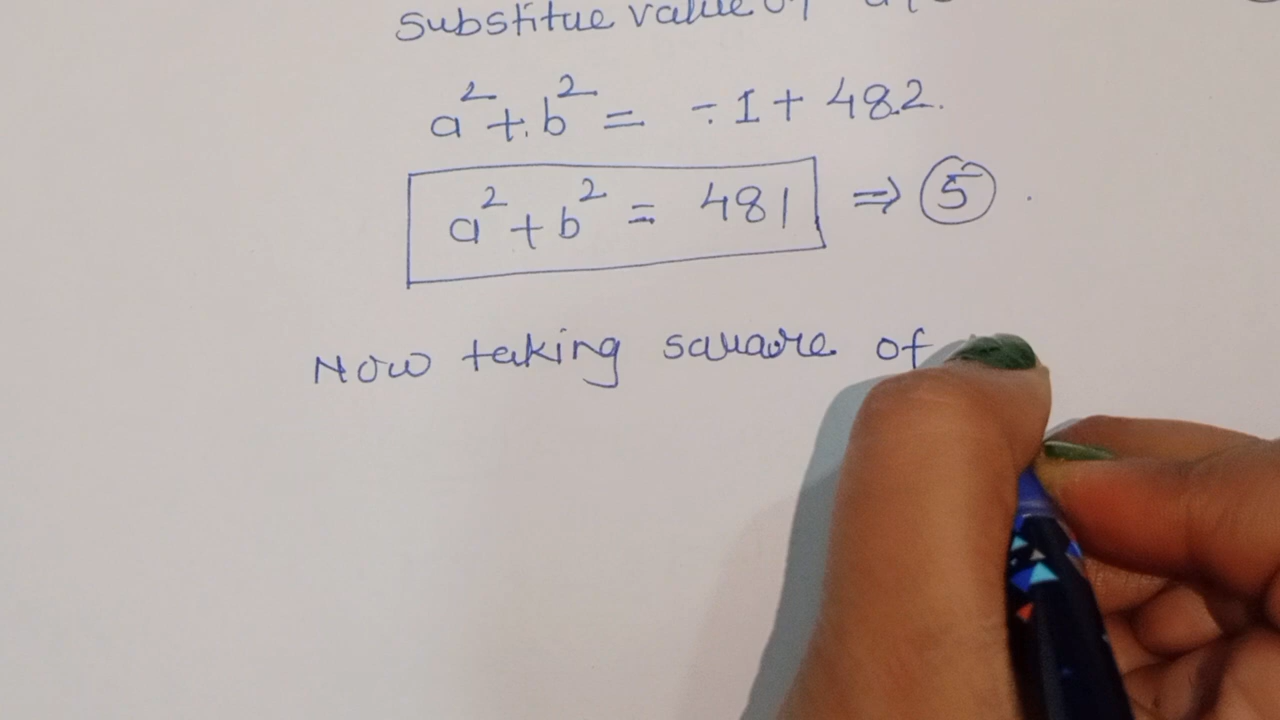 substitue value of
a² + b² = -1 + 482.
a² + b² = 481 ⇒ ⑤ .
Now taking square of